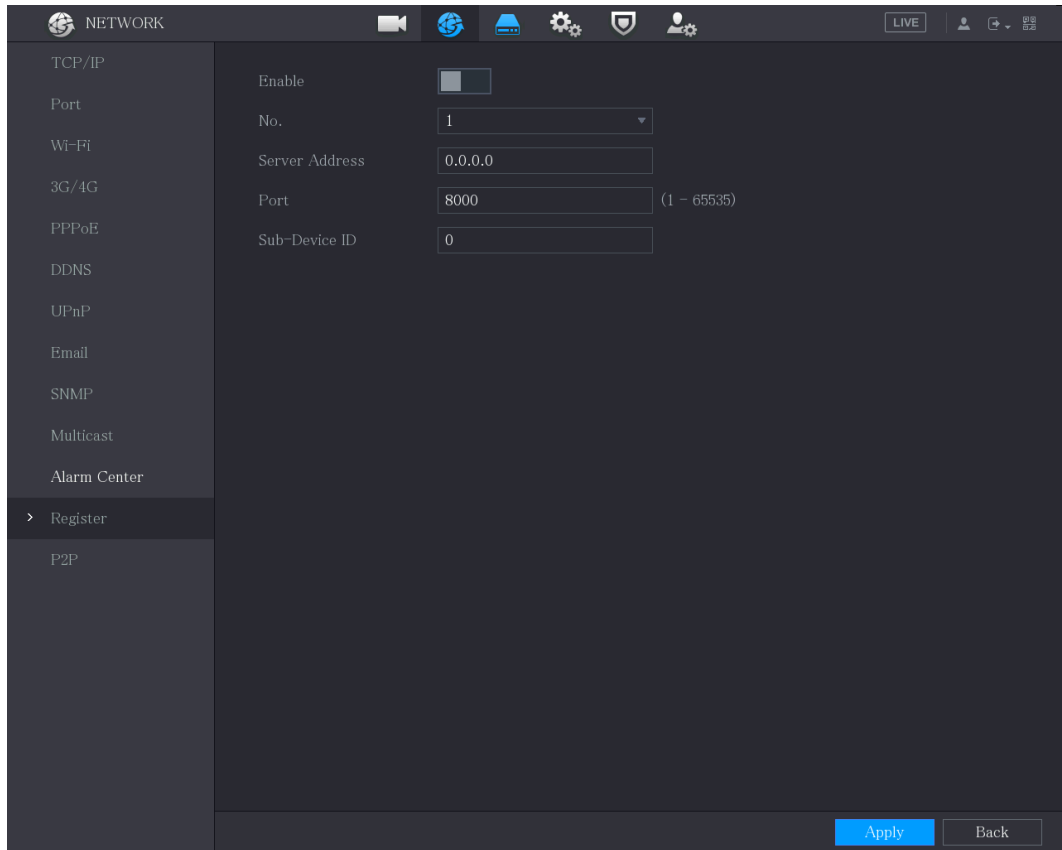 NETWORK
LIVE
TCP/IP
Port
Wi-Fi
3G/4G
PPPoE
DDNS
UPnP
Email
SNMP
Multicast
Alarm Center
Register
P2P
Enable
No. 1
Server Address 0.0.0.0
Port 8000 (1 - 65535)
Sub-Device ID 0
Apply Back